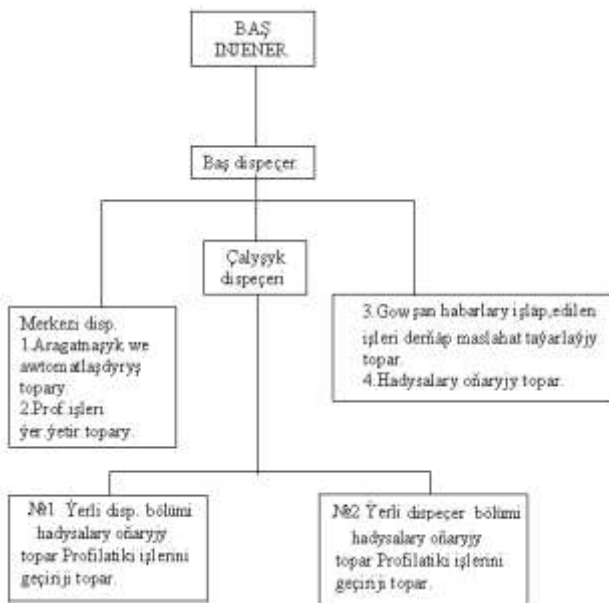 BAŞ
INJENER
Baş dispeçer
Çalyşyk
dispeçeri
Merkezi disp.
1.Aragatnaşyk we
awtomatlaşdyryş
topary.
2.Prof.işleri
ýer.ýetir.topary.
3.Gowşan habarlary işläp,edilen
işleri derňäp maslahat taýarlaýjy
topar.
4.Hadysalary oňaryjy topar.
№1 Ýerli disp. bölümi
hadysalary oňaryjy
topar Profilatiki işlerini
geçiriji topar.
№2 Ýerli dispeçer bölümi
hadysalary oňaryjy
topar Profilatiki işlerini
geçiriji topar.